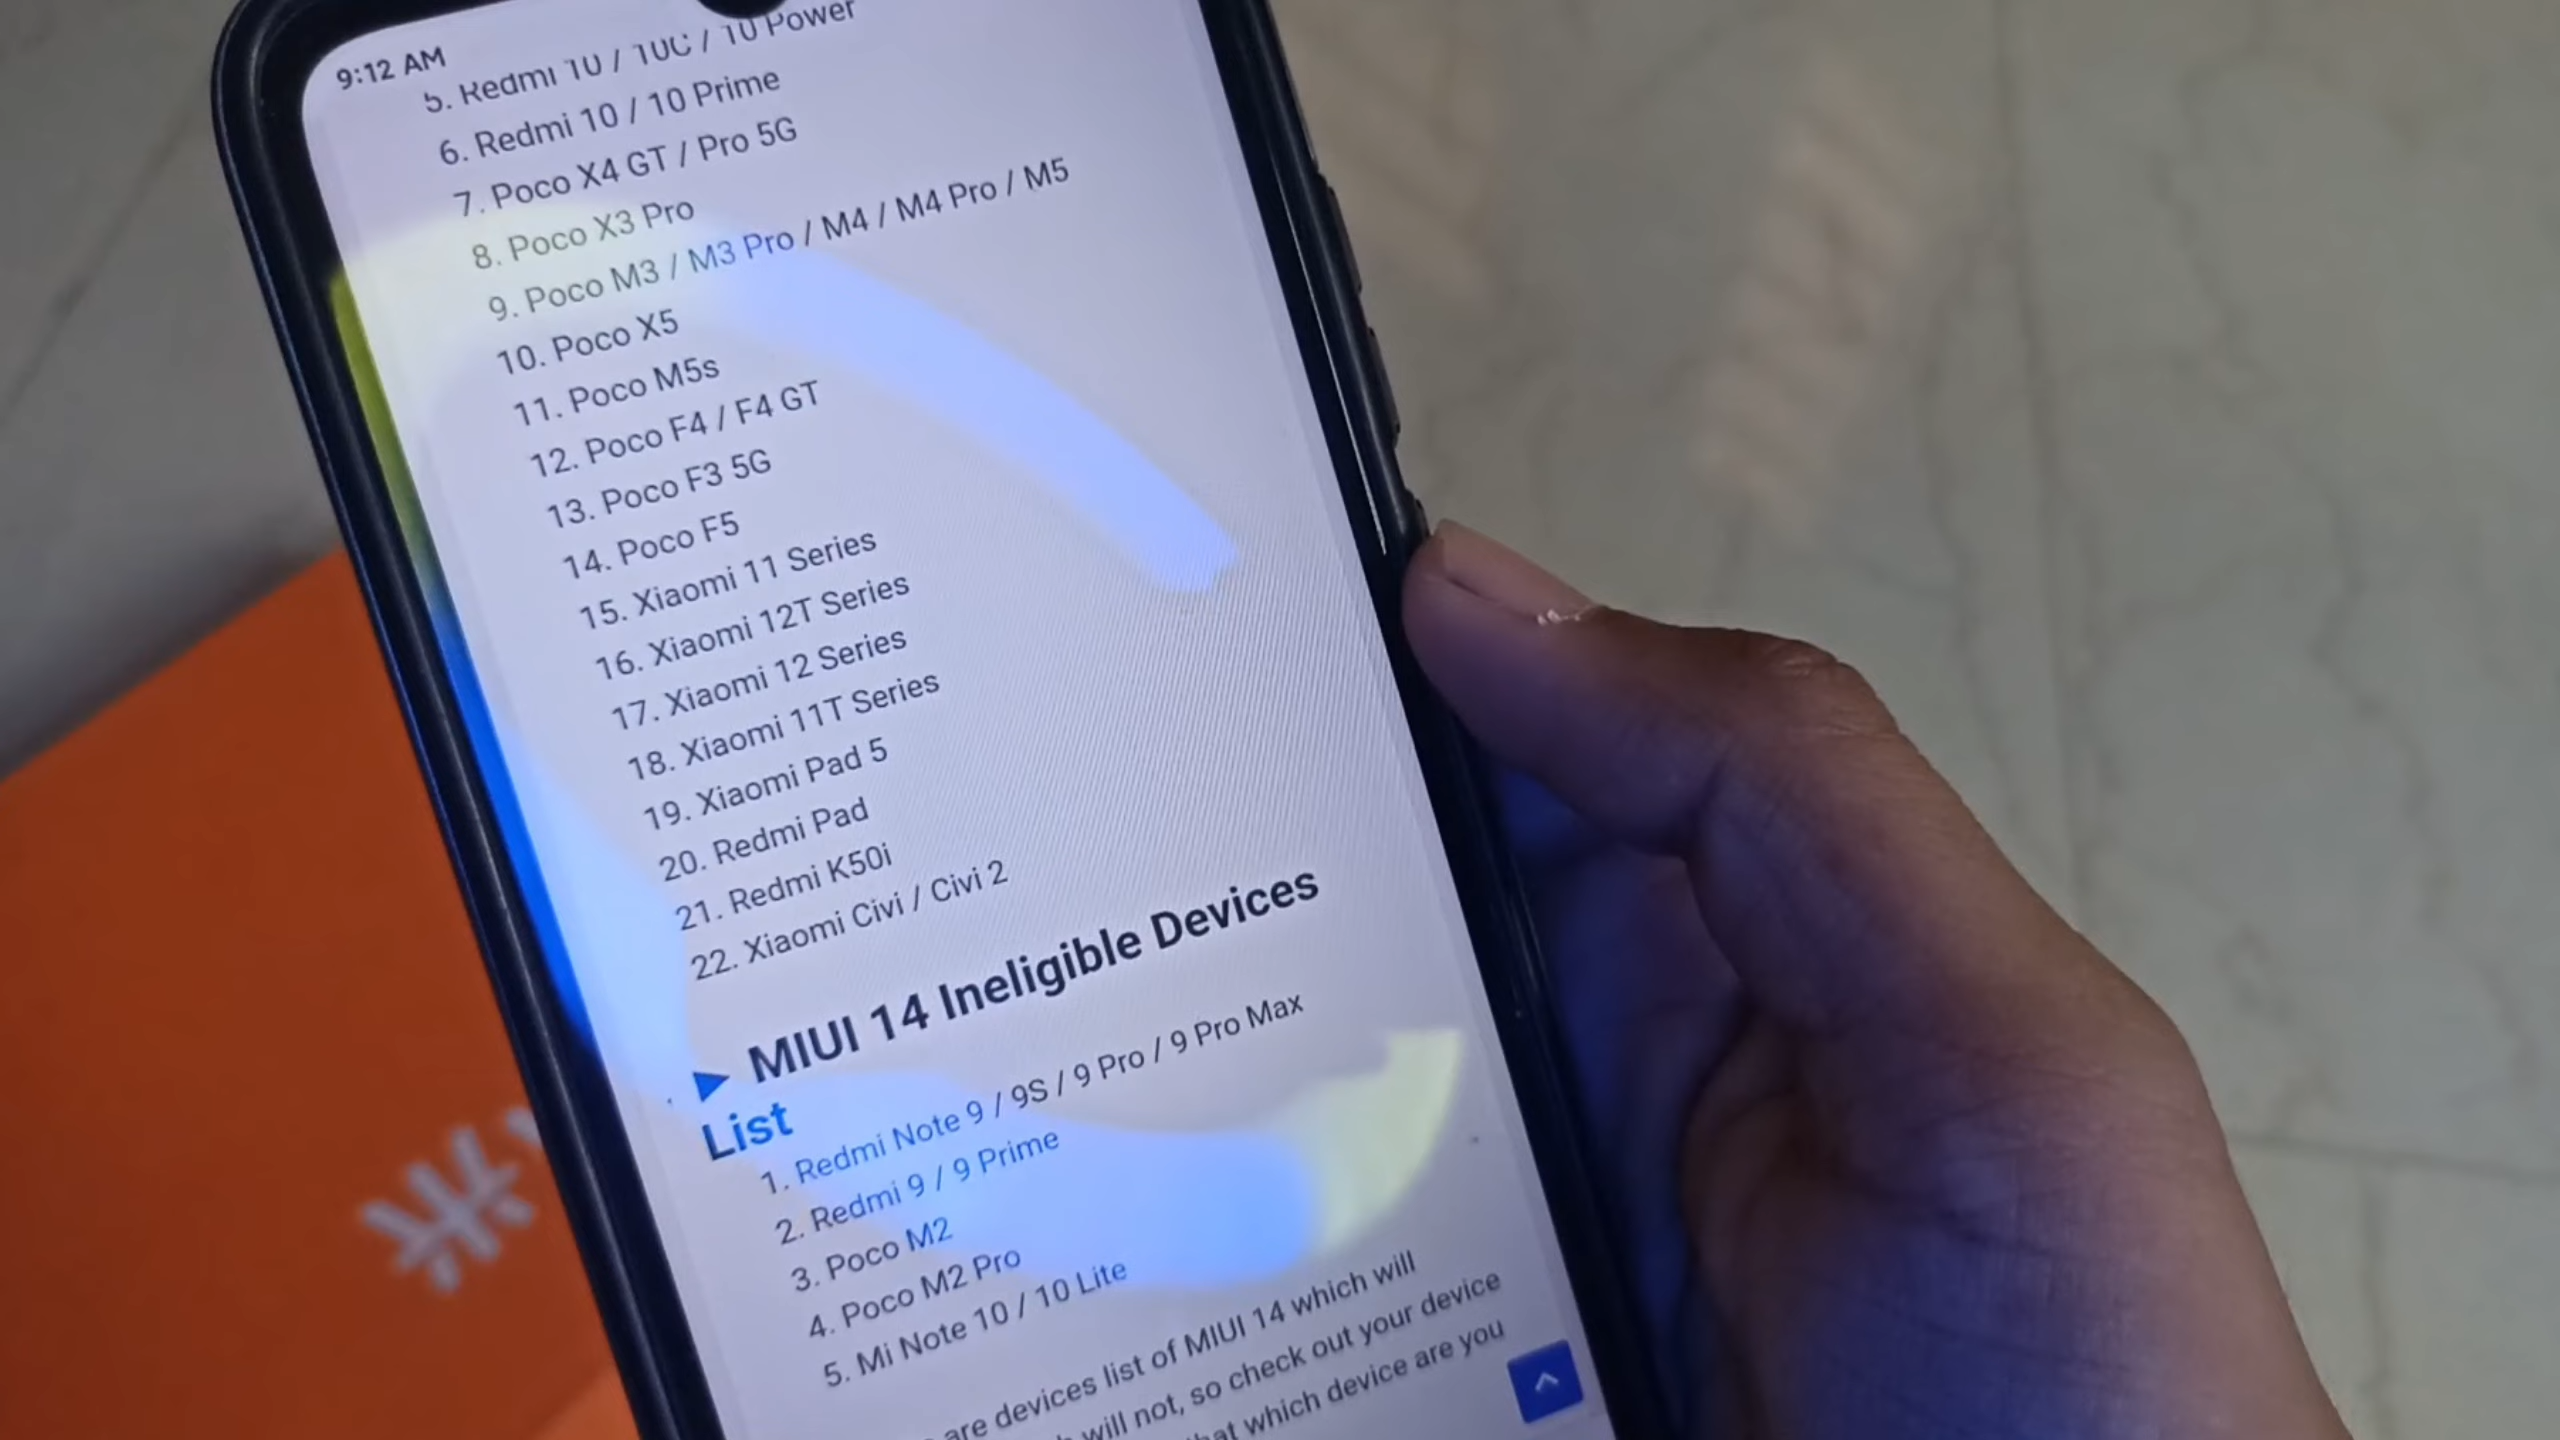 9:12 AM
5. Redmi 10 / 10C / 10 Power
6. Redmi 10 / 10 Prime
7. Poco X4 GT / Pro 5G
8. Poco X3 Pro
9. Poco M3 / M3 Pro / M4 / M4 Pro / M5
10. Poco X5
11. Poco M5s
12. Poco F4 / F4 GT
13. Poco F3 5G
14. Poco F5
15. Xiaomi 11 Series
16. Xiaomi 12T Series
17. Xiaomi 12 Series
18. Xiaomi 11T Series
19. Xiaomi Pad 5
20. Redmi Pad
21. Redmi K50i
22. Xiaomi Civi / Civi 2
► MIUI 14 Ineligible Devices
List
1. Redmi Note 9 / 9S / 9 Pro / 9 Pro Max
2. Redmi 9 / 9 Prime
3. Poco M2
4. Poco M2 Pro
5. Mi Note 10 / 10 Lite
are devices list of MIUI 14 which will
will not, so check out your device
which device are you